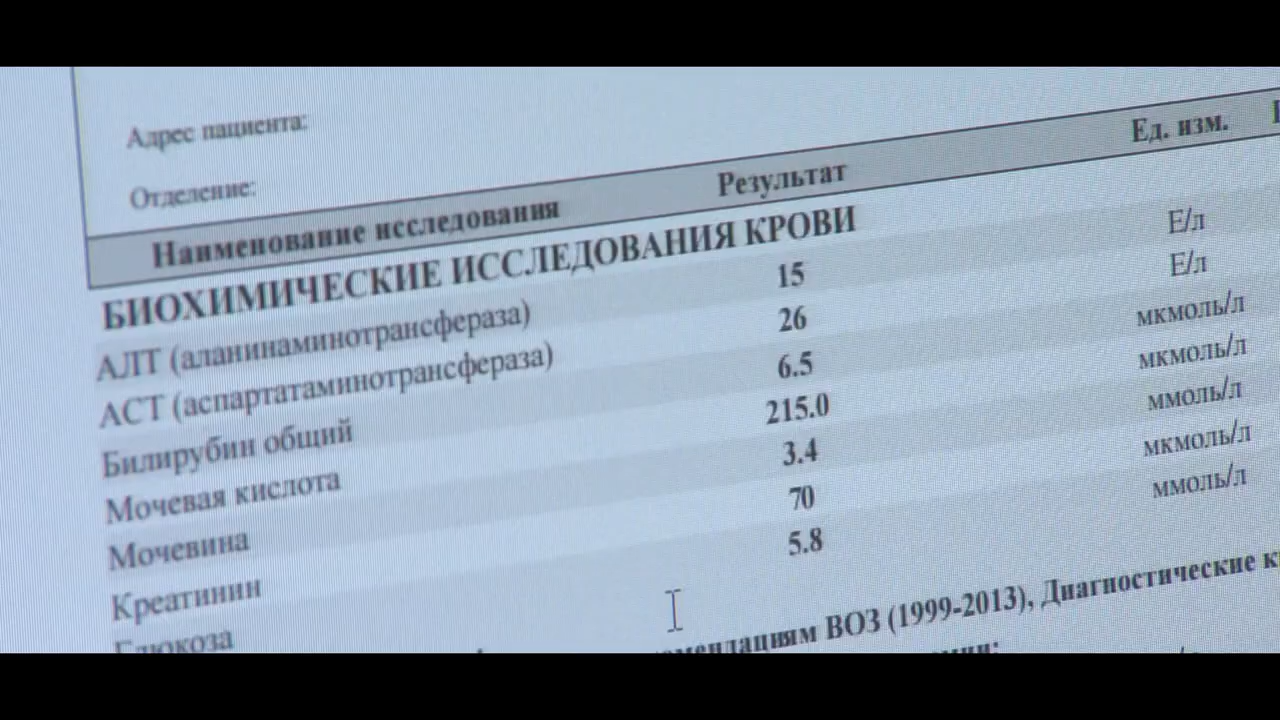 Адрес пациента:
Отделение:
Наименование исследования Результат Ед. изм.
БИОХИМИЧЕСКИЕ ИССЛЕДОВАНИЯ КРОВИ
АЛТ (аланинаминотрансфераза) 15 Е/л
АСТ (аспартатаминотрансфераза) 26 Е/л
Билирубин общий 6.5 мкмоль/л
Мочевая кислота 215.0 мкмоль/л
Мочевина 3.4 ммоль/л
Креатинин 70 мкмоль/л
Глюкоза 5.8 ммоль/л
ВОЗ (1999-2013), Диагностические